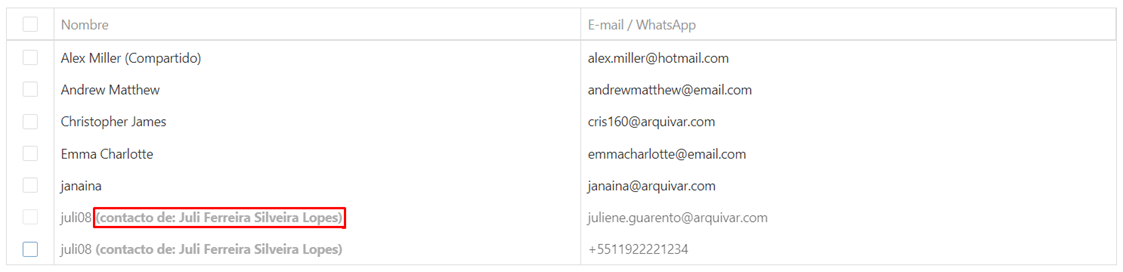 Nombre E-mail / WhatsApp
Alex Miller (Compartido) alex.miller@hotmail.com
Andrew Matthew andrewmatthew@email.com
Christopher James cris160@arquivar.com
Emma Charlotte emmacharlotte@email.com
janaina janaina@arquivar.com
juli08 (contacto de: Juli Ferreira Silveira Lopes) juliene.guarento@arquivar.com
juli08 (contacto de: Juli Ferreira Silveira Lopes) +5511922221234